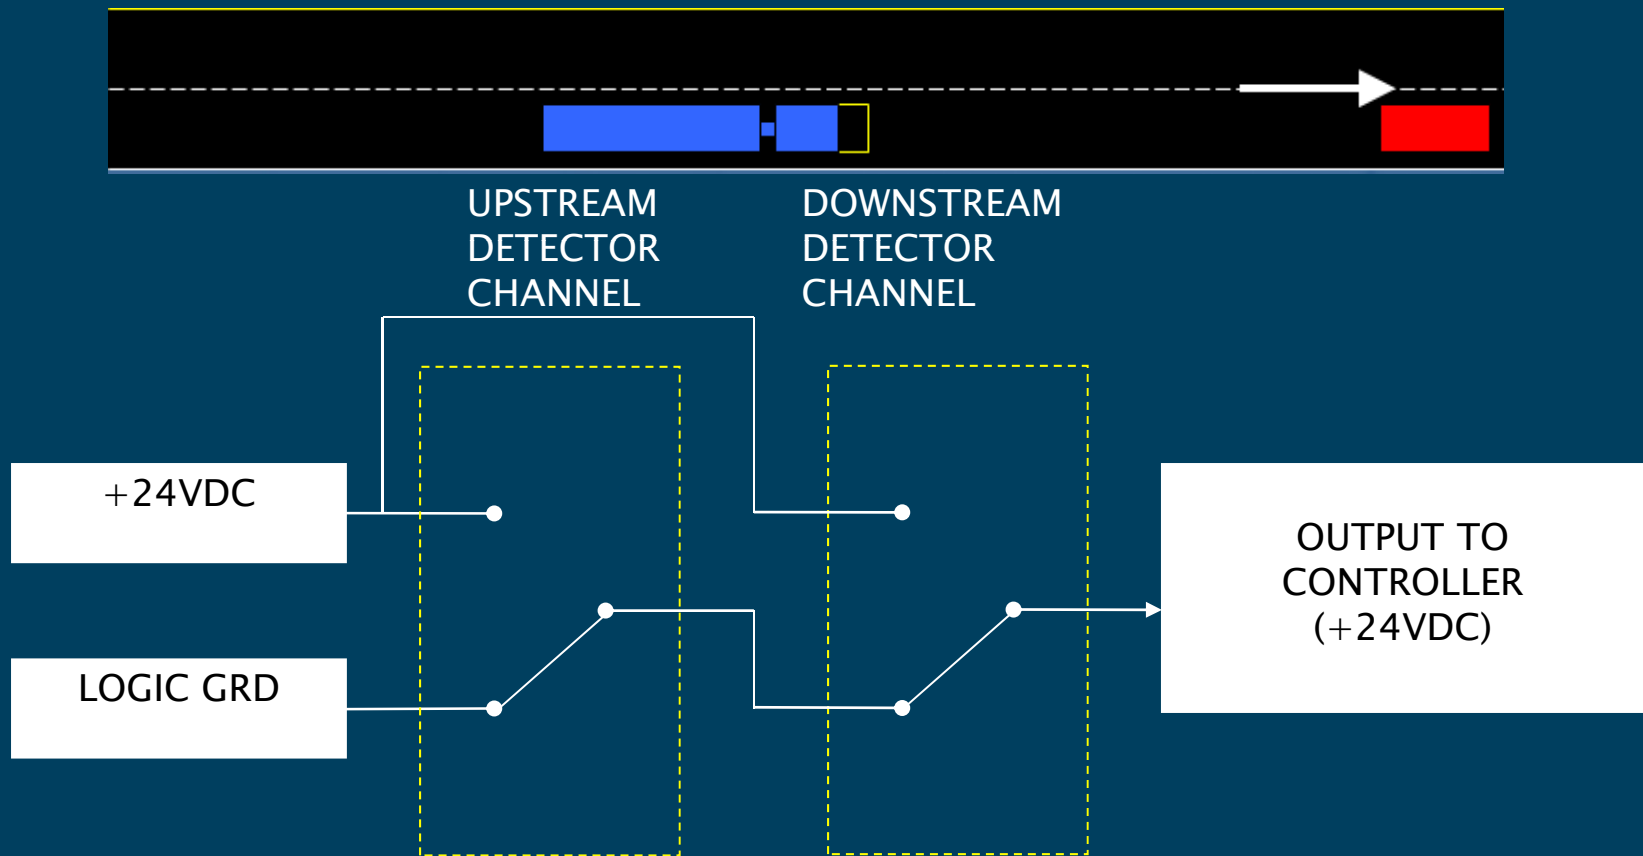 UPSTREAM
DETECTOR
CHANNEL
DOWNSTREAM
DETECTOR
CHANNEL
+24VDC
LOGIC GRD
OUTPUT TO
CONTROLLER
(+24VDC)